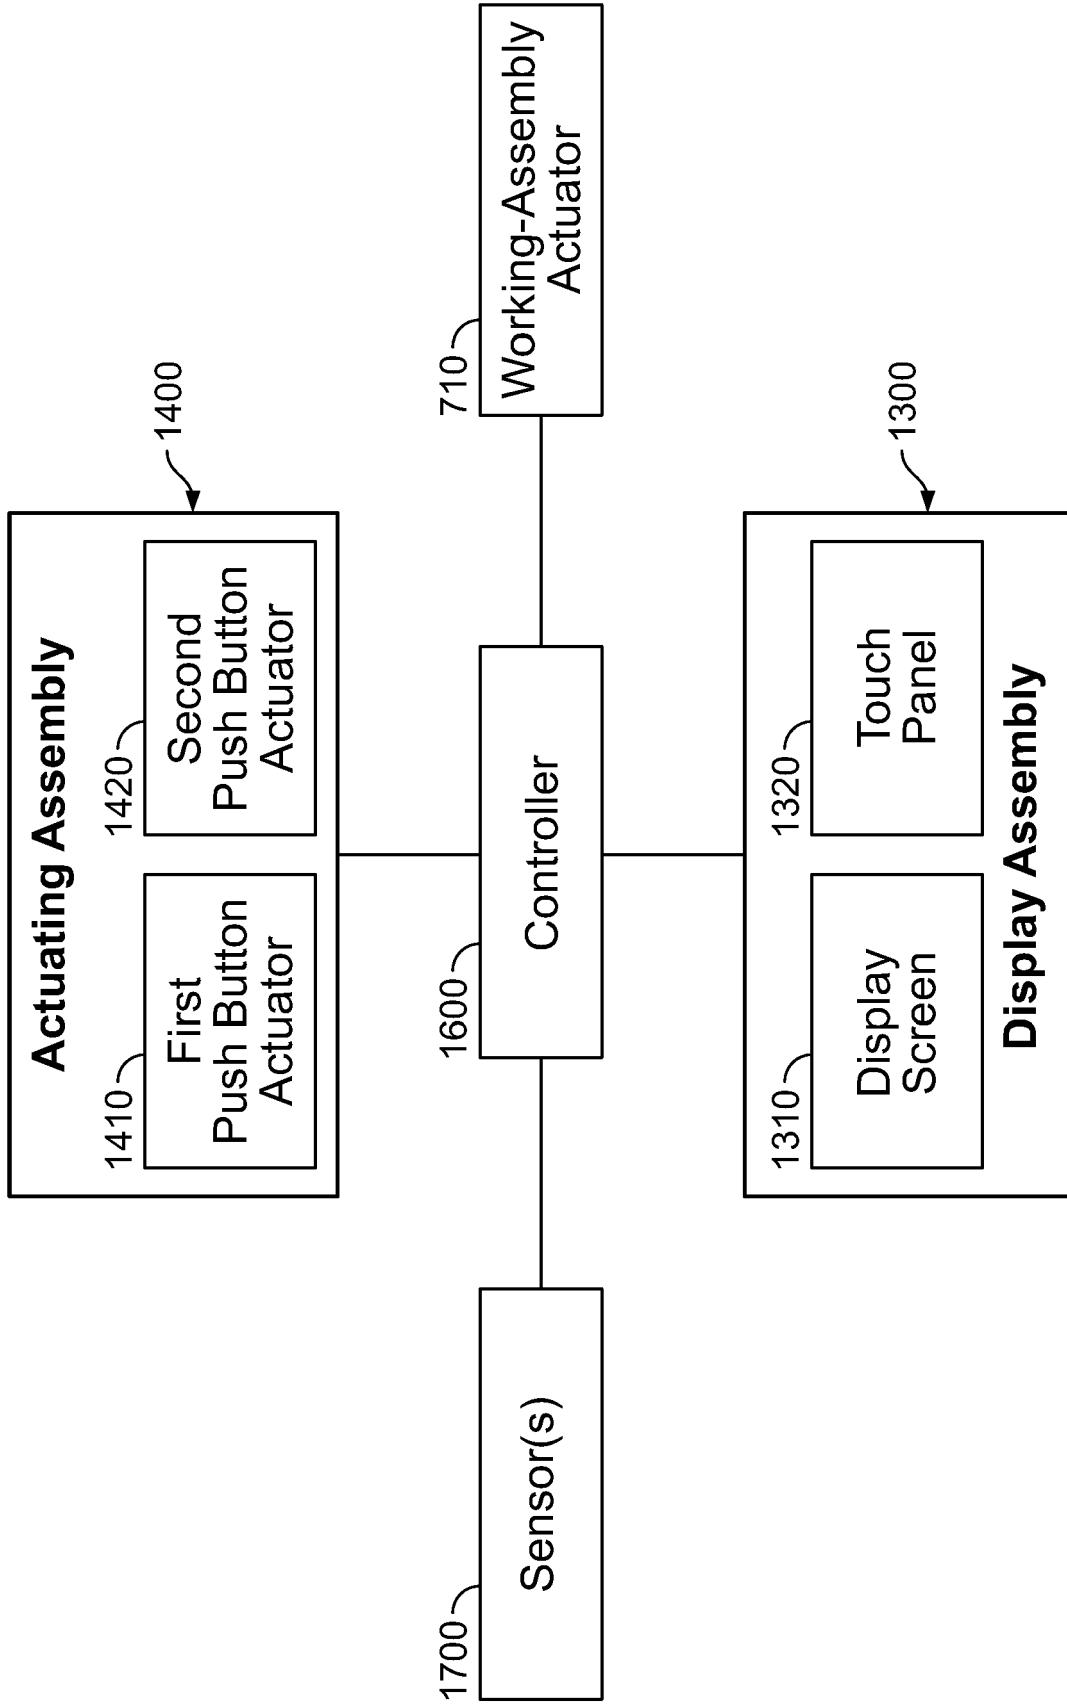 Actuating Assembly
1400
1410
First
Push Button
Actuator
1420
Second
Push Button
Actuator
1700
Sensor(s)
1600
Controller
710
Working-Assembly
Actuator
1310
Display
Screen
1320
Touch
Panel
1300
Display Assembly